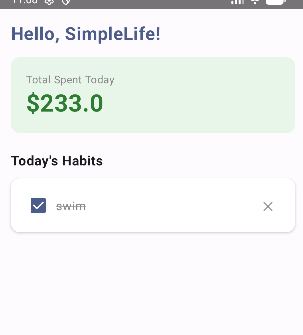 Hello, SimpleLife!
Total Spent Today
$233.0
Today's Habits
swim